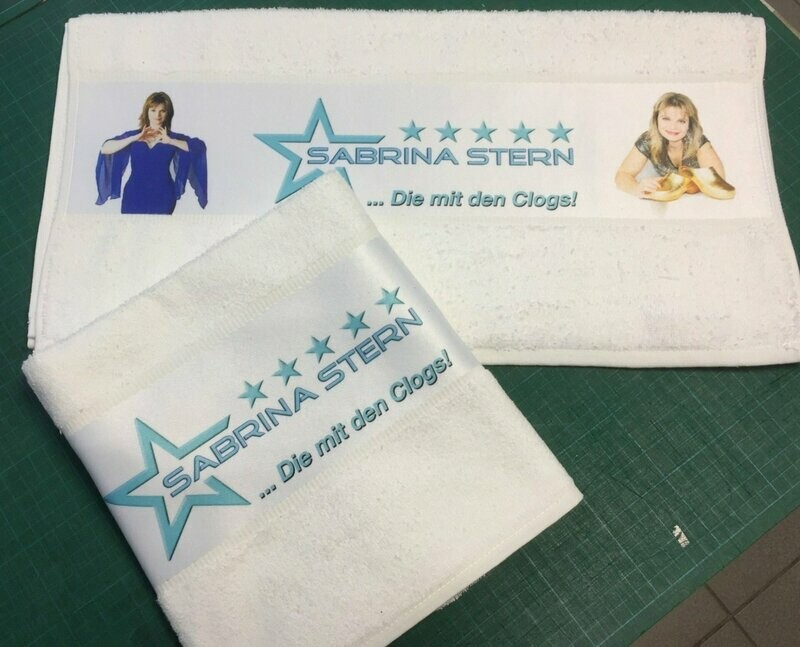 SABRINA STERN
... Die mit den Clogs!
SABRINA STERN
... Die mit den Clogs!